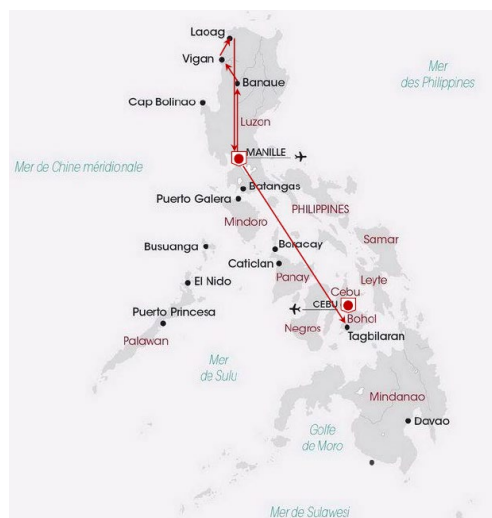 Laoag
Vigan
Mer
des Philippines
Banaue
Cap Bolinao
Luzon
MANILLE
Mer de Chine méridionale
Batangas
Puerto Galera
PHILIPPINES
Mindoro
Samar
Busuanga
Boracay
Caticlan
Panay
El Nido
Leyte
Cebu
CEBU
Puerto Princesa
Bohol
Negros
Tagbilaran
Palawan
Mer
de Sulu
Mindanao
Davao
Golfe
de Moro
Mer de Sulawesi